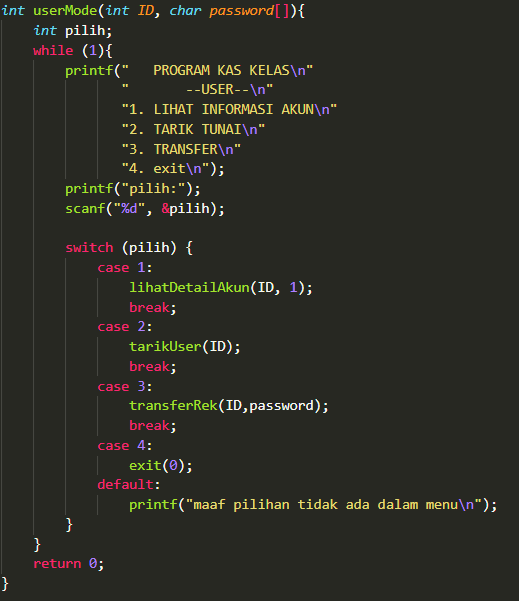 int userMode(int ID, char password[]){
    int pilih;
    while (1){
        printf("   PROGRAM KAS KELAS\n"
               "       --USER--\n"
               "1. LIHAT INFORMASI AKUN\n"
               "2. TARIK TUNAI\n"
               "3. TRANSFER\n"
               "4. exit\n");
        printf("pilih:");
        scanf("%d", &pilih);

        switch (pilih) {
            case 1:
                lihatDetailAkun(ID, 1);
                break;
            case 2:
                tarikUser(ID);
                break;
            case 3:
                transferRek(ID,password);
                break;
            case 4:
                exit(0);
            default:
                printf("maaf pilihan tidak ada dalam menu\n");
        }
    }
    return 0;
}